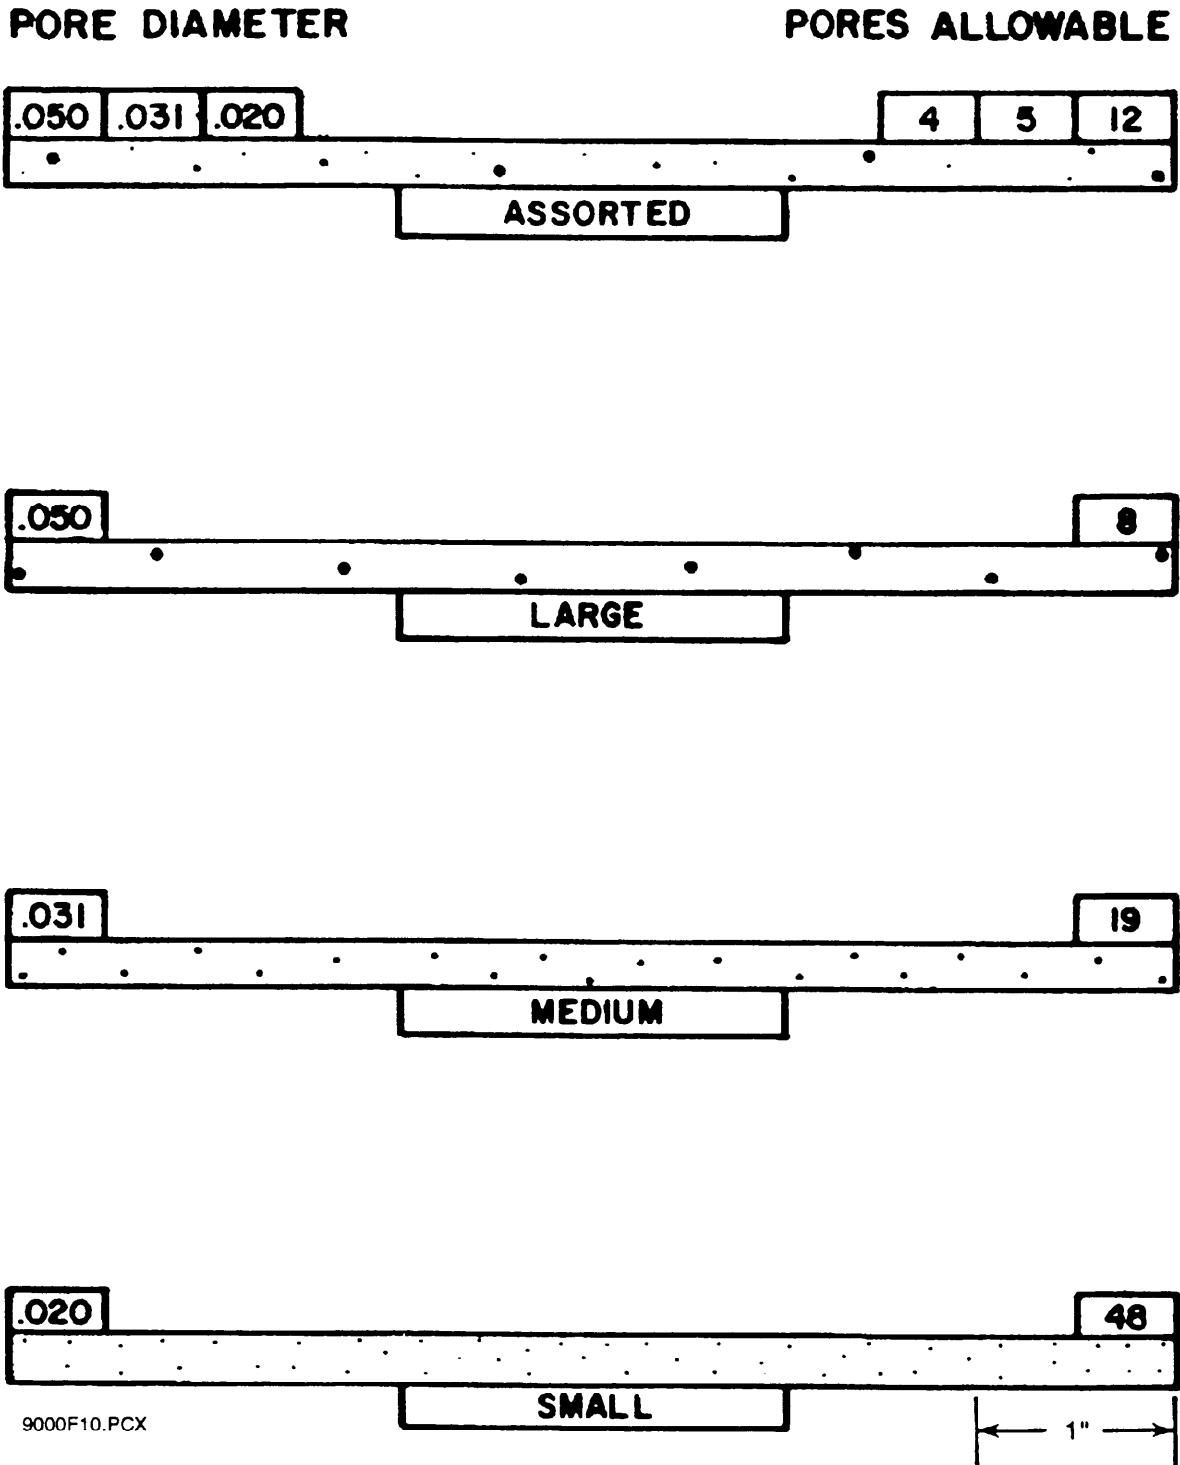 PORE DIAMETER PORES ALLOWABLE
.050 .031 .020 4 5 12
ASSORTED
.050 8
LARGE
.031 19
MEDIUM
.020 48
SMALL
9000F10.PCX 1"